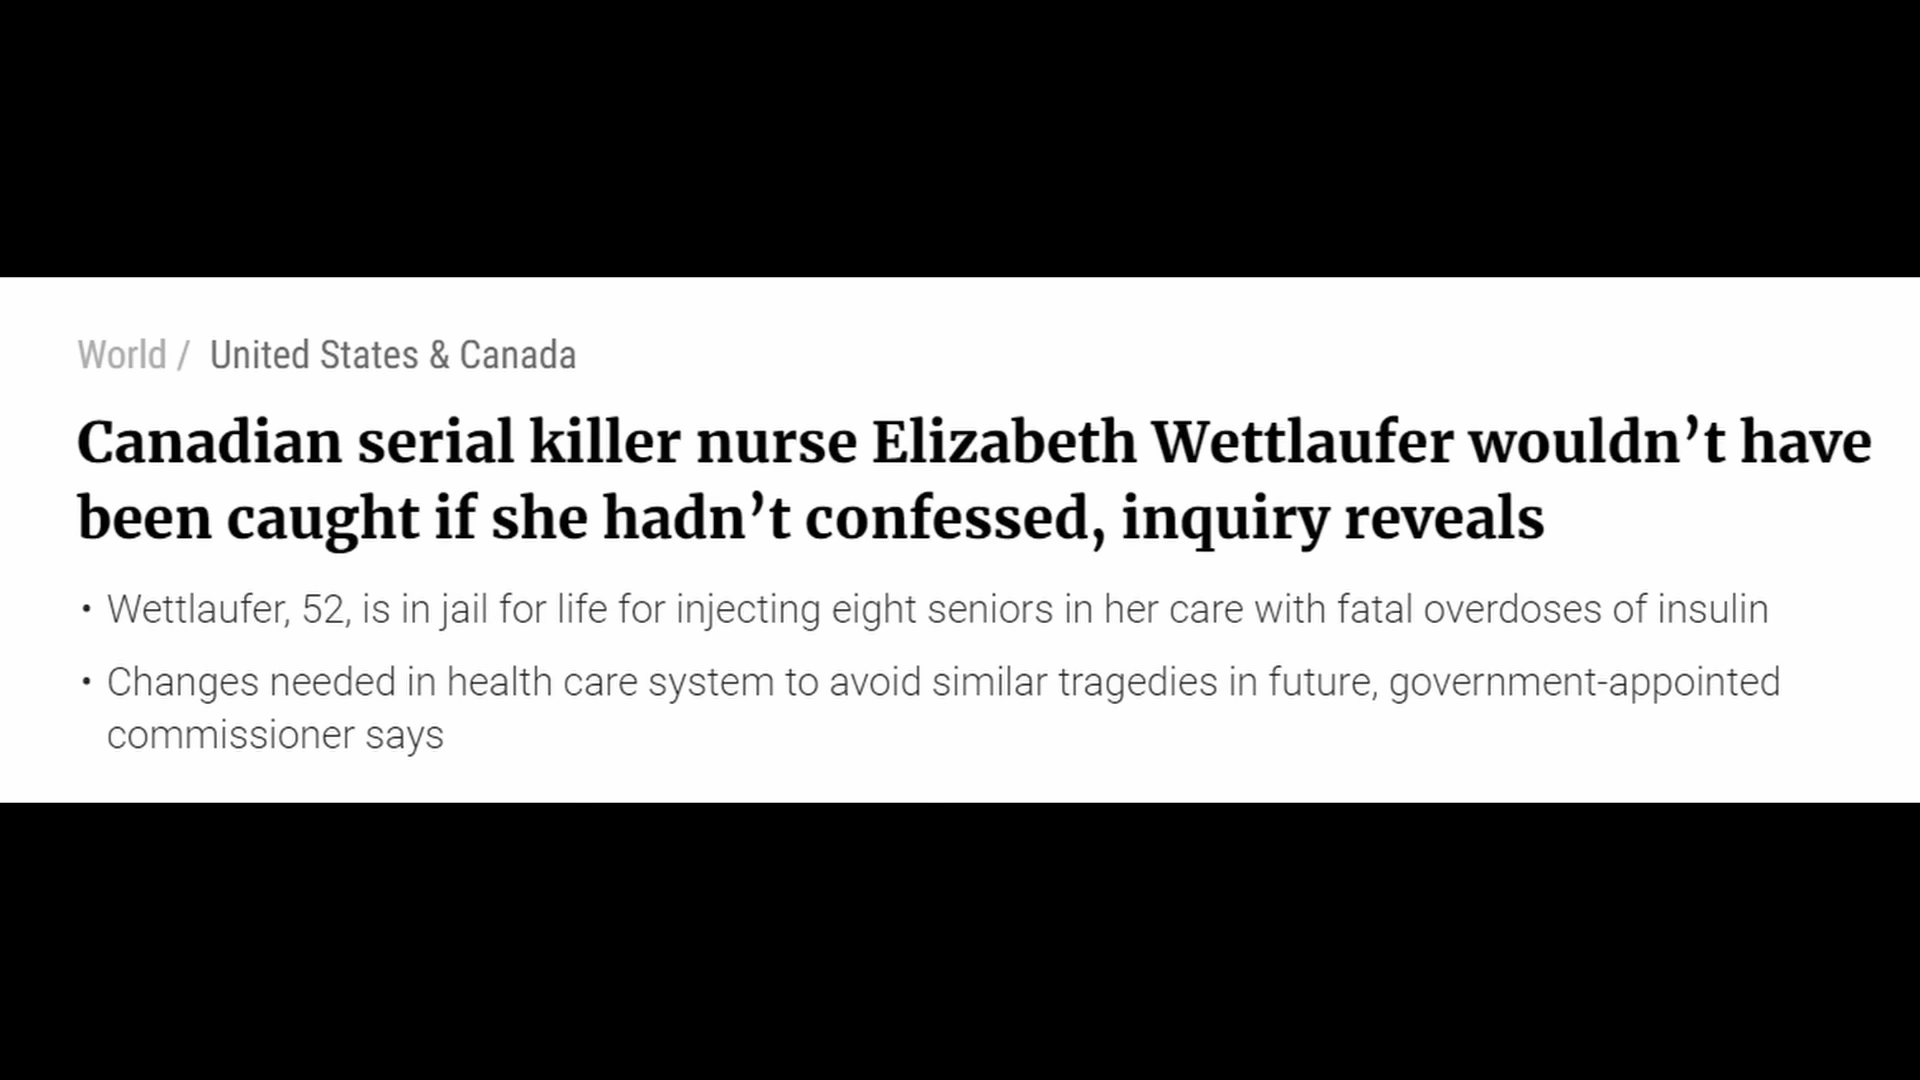 World / United States & Canada
Canadian serial killer nurse Elizabeth Wettlaufer wouldn’t have
been caught if she hadn’t confessed, inquiry reveals
• Wettlaufer, 52, is in jail for life for injecting eight seniors in her care with fatal overdoses of insulin
• Changes needed in health care system to avoid similar tragedies in future, government-appointed
commissioner says